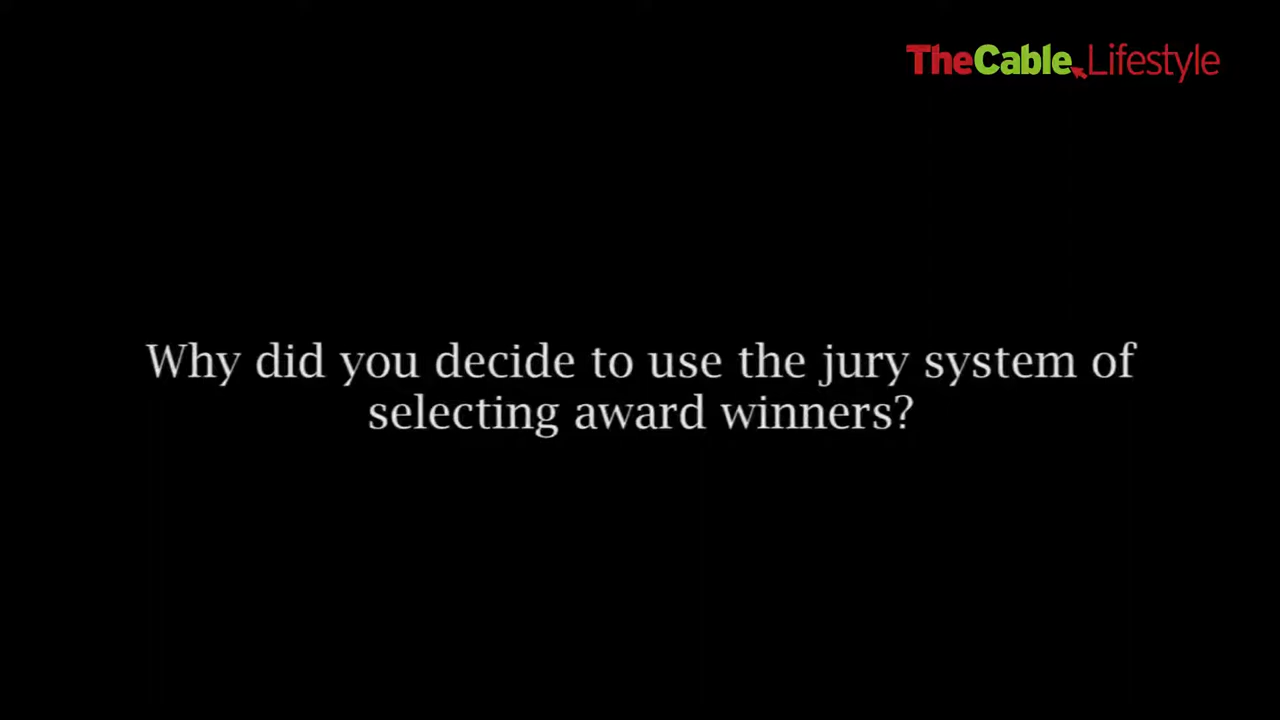 TheCable Lifestyle
Why did you decide to use the jury system of
selecting award winners?